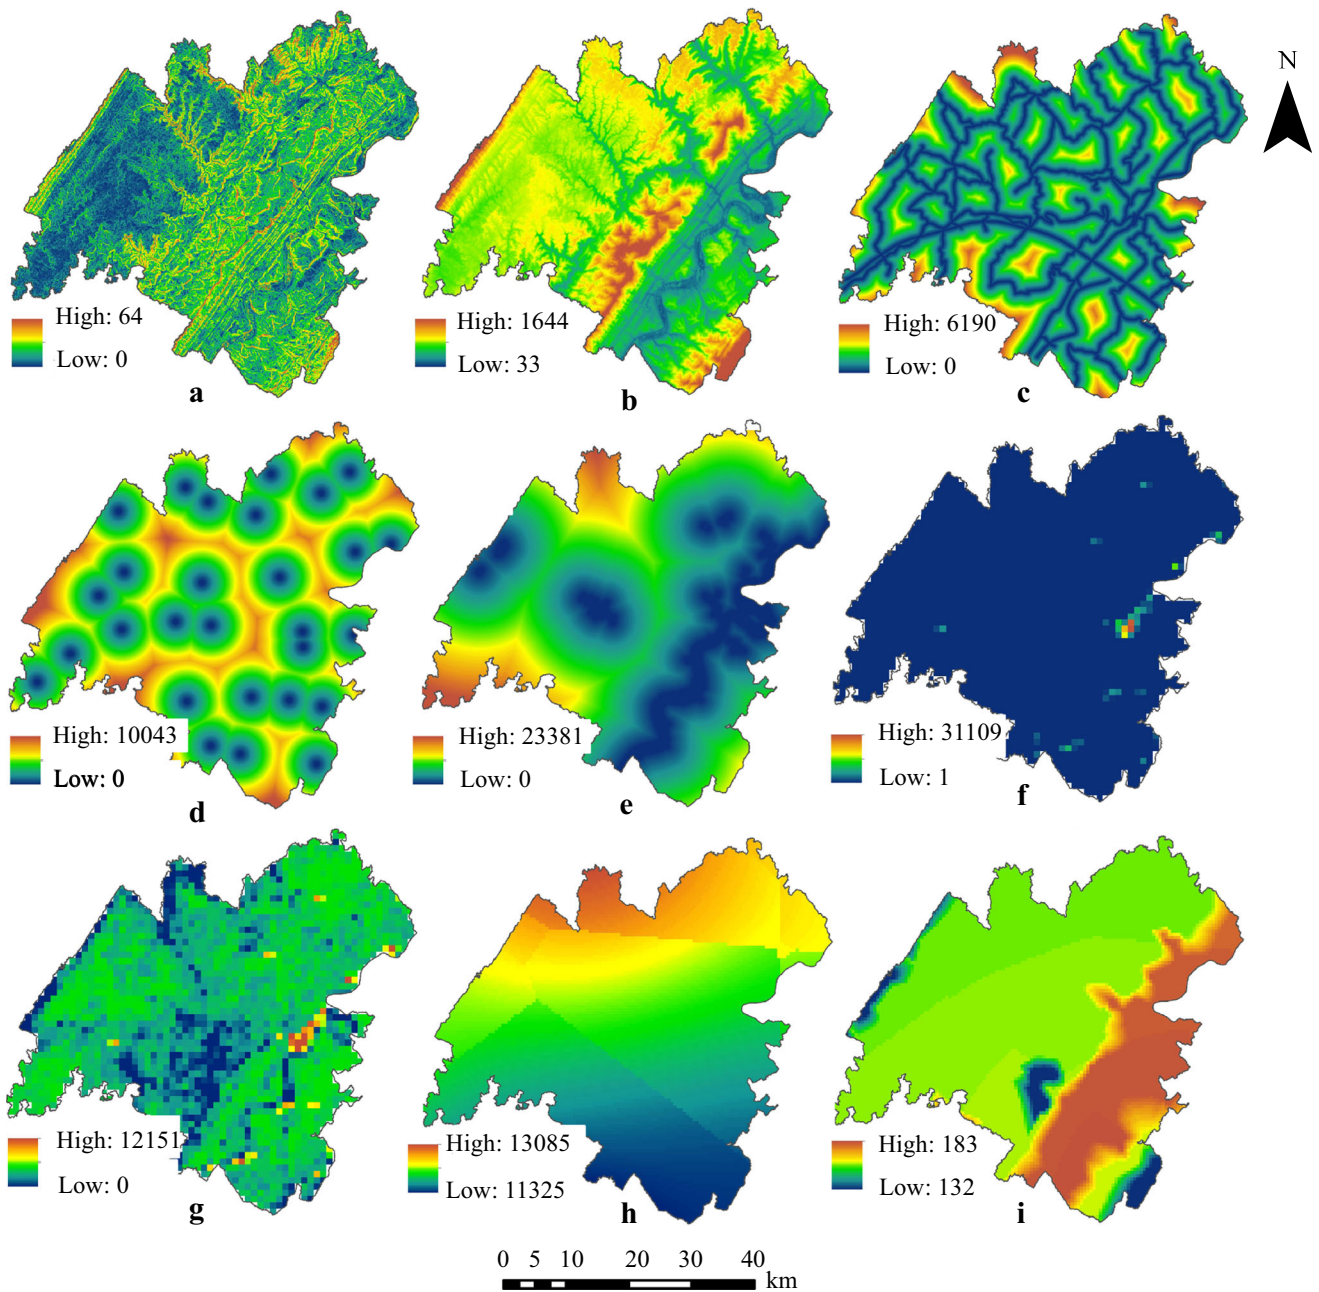 N
High: 64
Low: 0
a
High: 1644
Low: 33
b
High: 6190
Low: 0
c
High: 10043
Low: 0
d
High: 23381
Low: 0
e
High: 31109
Low: 1
f
High: 12151
Low: 0
g
High: 13085
Low: 11325
h
High: 183
Low: 132
i
0 5 10 20 30 40
km